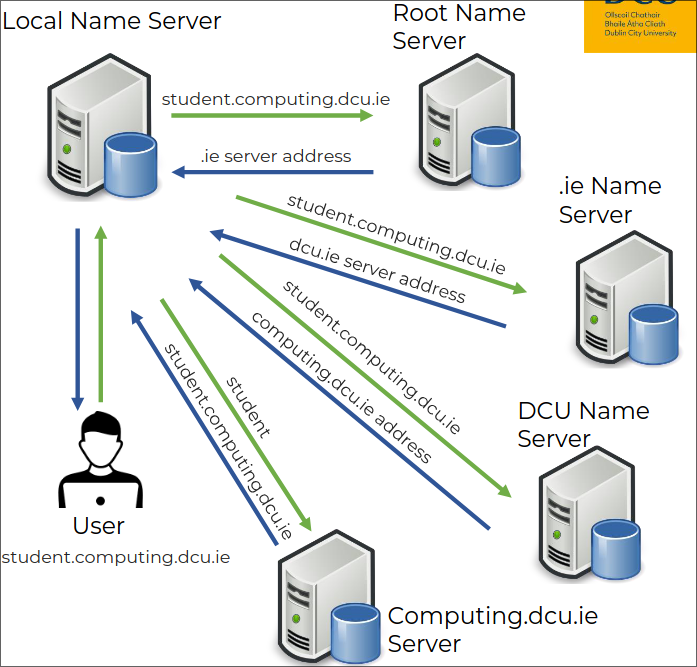 Local Name Server
Root Name
Server
Ollscoil Chathair
Bhaile Átha Cliath
Dublin City University
student.computing.dcu.ie
.ie server address
.ie Name
Server
student.computing.dcu.ie
dcu.ie server address
student.computing.dcu.ie
computing.dcu.ie address
DCU Name
Server
student
student.computing.dcu.ie
User
student.computing.dcu.ie
Computing.dcu.ie
Server